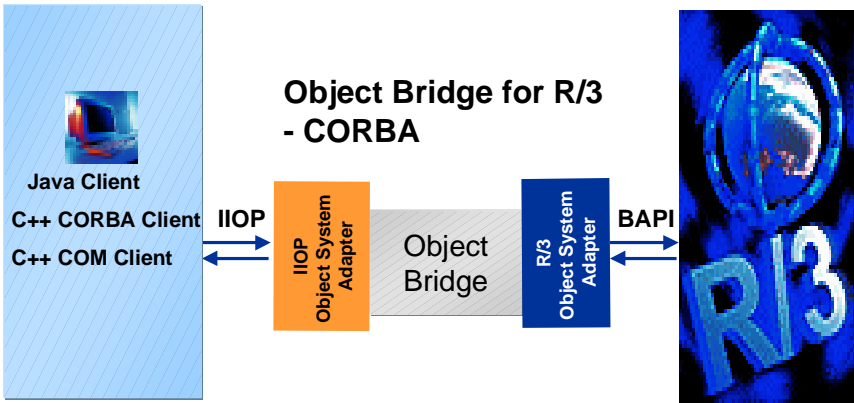 Object Bridge for R/3
- CORBA
Java Client
C++ CORBA Client
C++ COM Client
IIOP
IIOP
Object System
Adapter
Object
Bridge
R/3
Object System
Adapter
BAPI
R/3